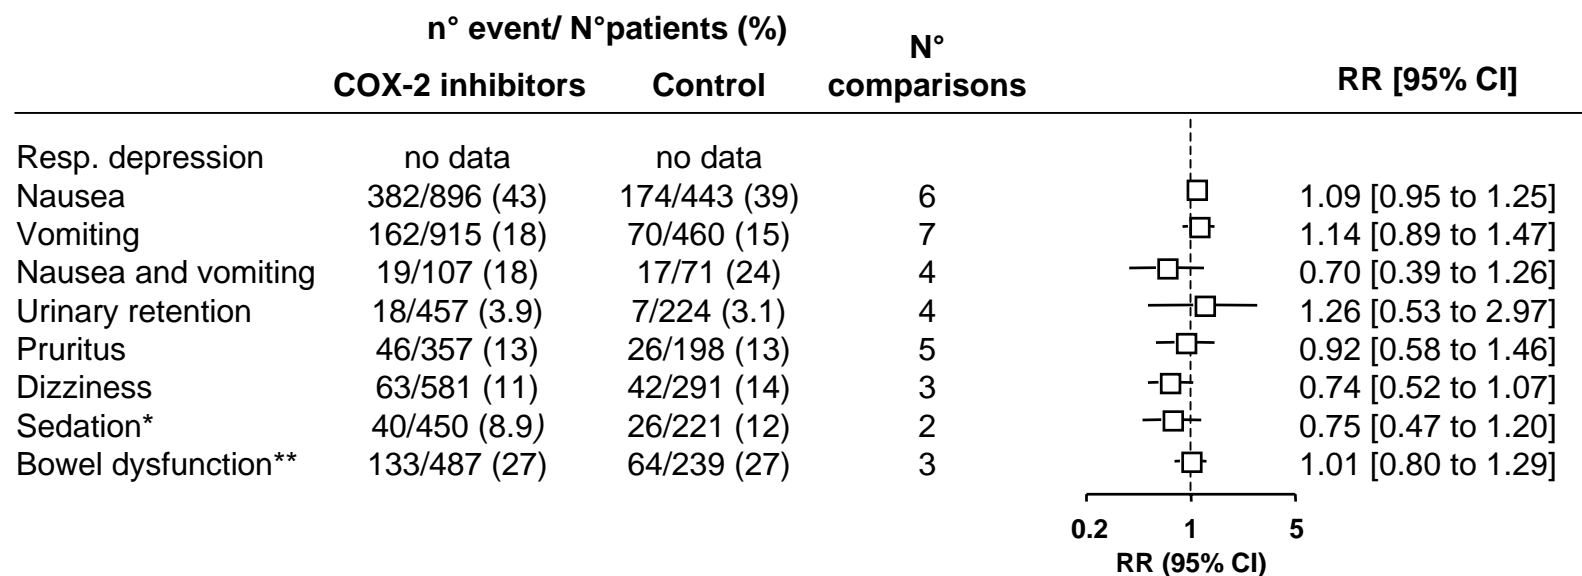 n° event/ N°patients (%)
N° comparisons
COX-2 inhibitors Control RR [95% CI]
Resp. depression no data no data
Nausea 382/896 (43) 174/443 (39) 6 1.09 [0.95 to 1.25]
Vomiting 162/915 (18) 70/460 (15) 7 1.14 [0.89 to 1.47]
Nausea and vomiting 19/107 (18) 17/71 (24) 4 0.70 [0.39 to 1.26]
Urinary retention 18/457 (3.9) 7/224 (3.1) 4 1.26 [0.53 to 2.97]
Pruritus 46/357 (13) 26/198 (13) 5 0.92 [0.58 to 1.46]
Dizziness 63/581 (11) 42/291 (14) 3 0.74 [0.52 to 1.07]
Sedation* 40/450 (8.9) 26/221 (12) 2 0.75 [0.47 to 1.20]
Bowel dysfunction** 133/487 (27) 64/239 (27) 3 1.01 [0.80 to 1.29]
0.2 1 5
RR (95% CI)